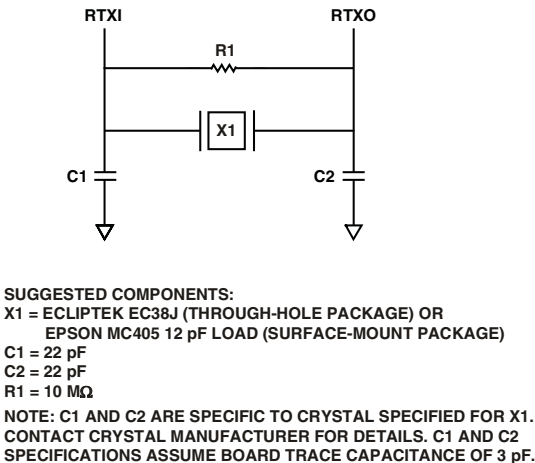 RTXI RTXO
R1
X1
C1 C2
SUGGESTED COMPONENTS:
X1 = ECLIPTEK EC38J (THROUGH-HOLE PACKAGE) OR
EPSON MC405 12 pF LOAD (SURFACE-MOUNT PACKAGE)
C1 = 22 pF
C2 = 22 pF
R1 = 10 MΩ
NOTE: C1 AND C2 ARE SPECIFIC TO CRYSTAL SPECIFIED FOR X1.
CONTACT CRYSTAL MANUFACTURER FOR DETAILS. C1 AND C2
SPECIFICATIONS ASSUME BOARD TRACE CAPACITANCE OF 3 pF.